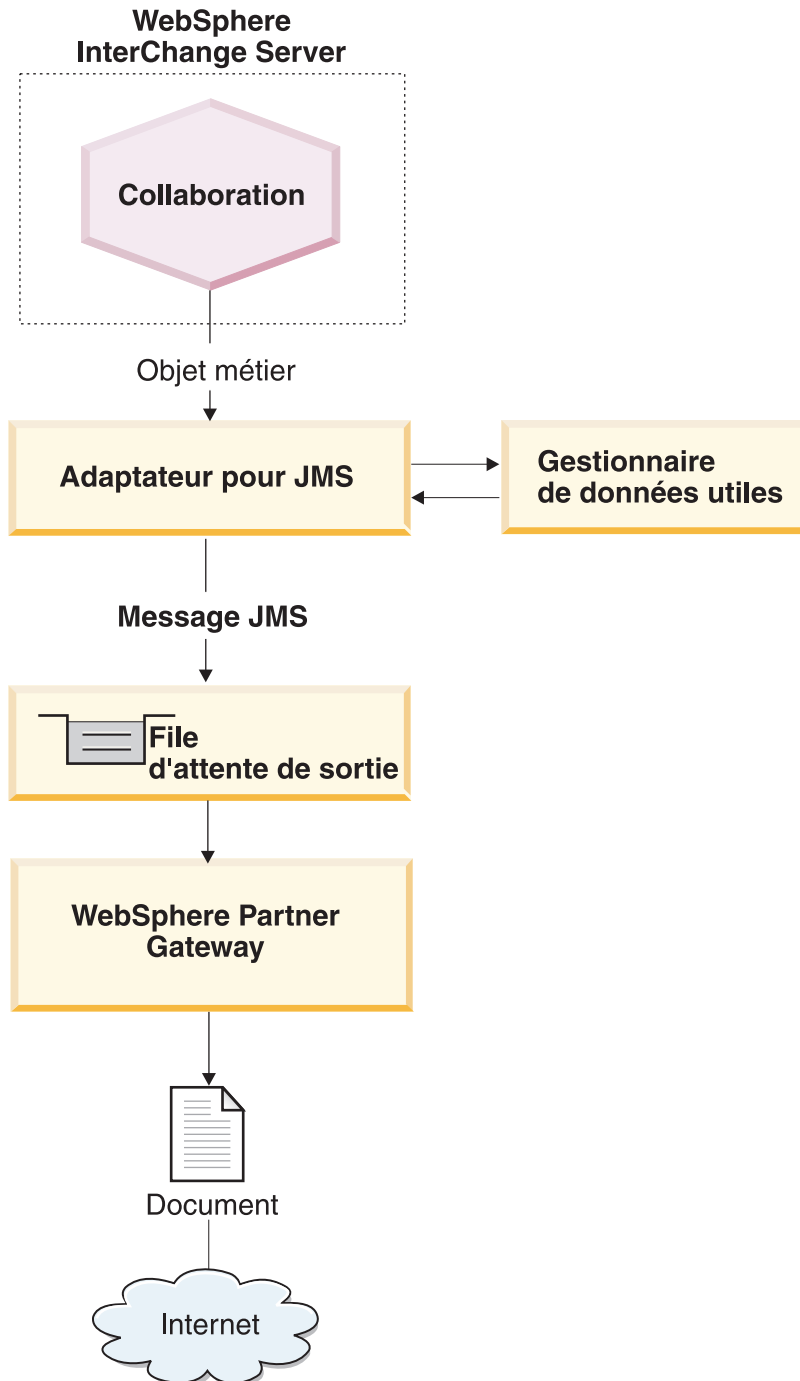 WebSphere
InterChange Server
Collaboration
Objet métier
Adaptateur pour JMS
Gestionnaire
de données utiles
Message JMS
File
d'attente de sortie
WebSphere Partner
Gateway
Document
Internet